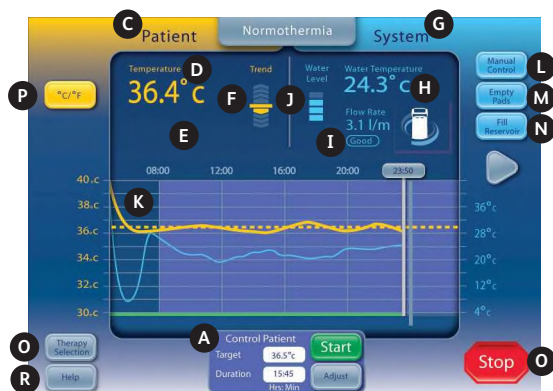 C
Patient
Normothermia
System
G
Temperature
D
36.4°c
Trend
F
J
E
Water
Level
Water Temperature
24.3°c
H
Flow Rate
3.1 l/m
I
Good
P
°C/°F
Manual
Control
L
Empty
Pads
M
Fill
Reservoir
N
08:00
12:00
16:00
20:00
23:50
K
40.c
38.c
36.c
34.c
32.c
30.c
36°c
28°c
20°c
12°c
4°c
O
Therapy
Selection
R
Help
A
Control Patient
Target
36.5°c
Start
Duration
15:45
Adjust
Hrs: Min
Stop
O